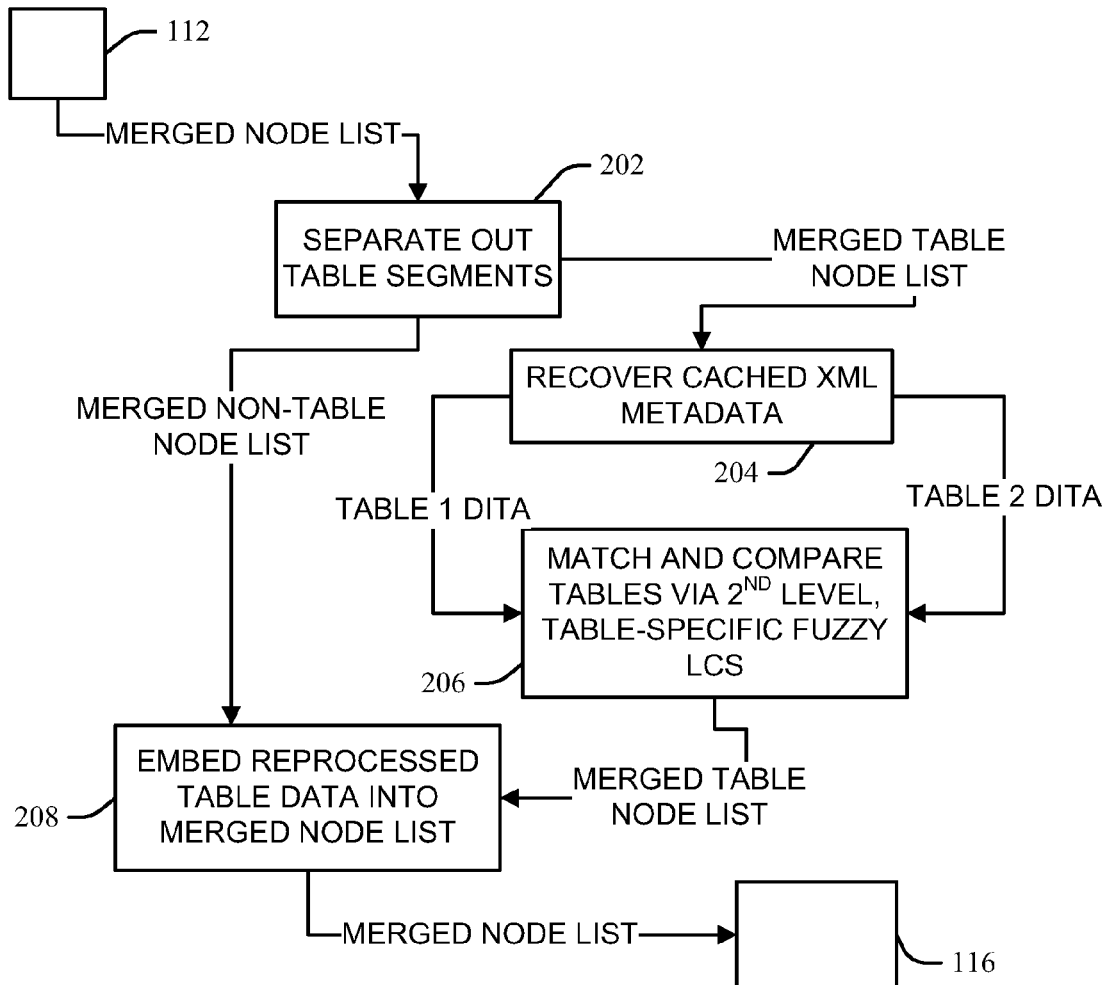 112
MERGED NODE LIST
202
SEPARATE OUT
TABLE SEGMENTS
MERGED TABLE
NODE LIST
RECOVER CACHED XML
METADATA
204
MERGED NON-TABLE
NODE LIST
TABLE 1 DITA
TABLE 2 DITA
MATCH AND COMPARE
TABLES VIA 2ND LEVEL,
TABLE-SPECIFIC FUZZY
LCS
206
EMBED REPROCESSED
TABLE DATA INTO
MERGED NODE LIST
208
MERGED TABLE
NODE LIST
MERGED NODE LIST
116